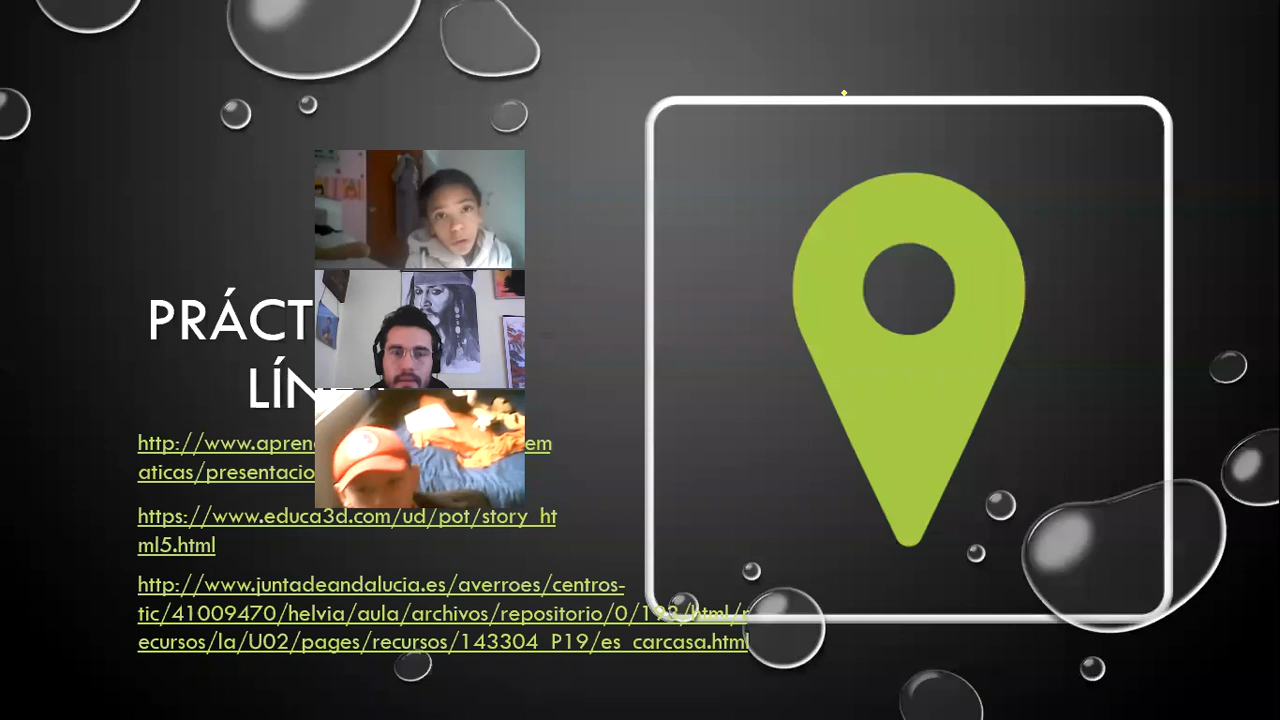 PRÁCT
LÍN
http://www.apren em
aticas/presentacio
https://www.educa3d.com/ud/pot/story_ht
ml5.html
http://www.juntadeandalucia.es/averroes/centros-
tic/41009470/helvia/aula/archivos/repositorio/0/193/html/r
ecursos/la/U02/pages/recursos/143304_P19/es_carcasa.html